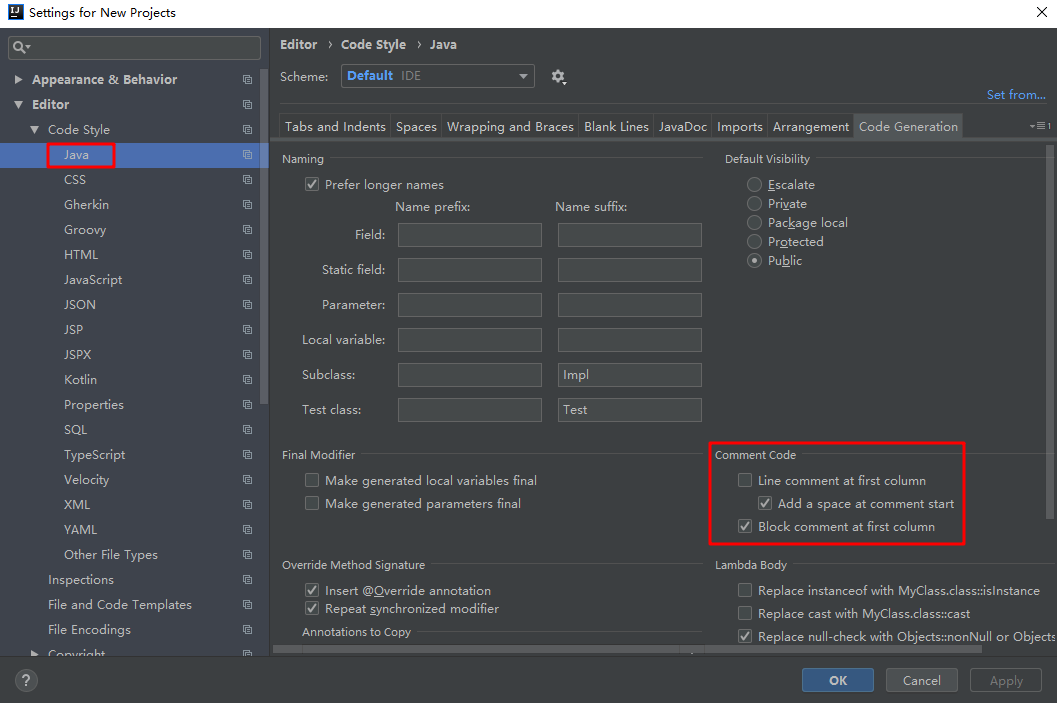 Settings for New Projects
Appearance & Behavior
Editor
Code Style
Java
CSS
Gherkin
Groovy
HTML
JavaScript
JSON
JSP
JSPX
Kotlin
Properties
SQL
TypeScript
Velocity
XML
YAML
Other File Types
Inspections
File and Code Templates
File Encodings
Copyright
Editor › Code Style › Java
Scheme: Default IDE
Set from...
Tabs and Indents Spaces Wrapping and Braces Blank Lines JavaDoc Imports Arrangement Code Generation
Naming
Prefer longer names
Name prefix: Name suffix:
Field:
Static field:
Parameter:
Local variable:
Subclass: Impl
Test class: Test
Default Visibility
Escalate
Private
Package local
Protected
Public
Final Modifier
Make generated local variables final
Make generated parameters final
Comment Code
Line comment at first column
Add a space at comment start
Block comment at first column
Override Method Signature
Insert @Override annotation
Repeat synchronized modifier
Annotations to Copy
Lambda Body
Replace instanceof with MyClass.class::isInstance
Replace cast with MyClass.class::cast
Replace null-check with Objects::nonNull or Objects
? OK Cancel Apply